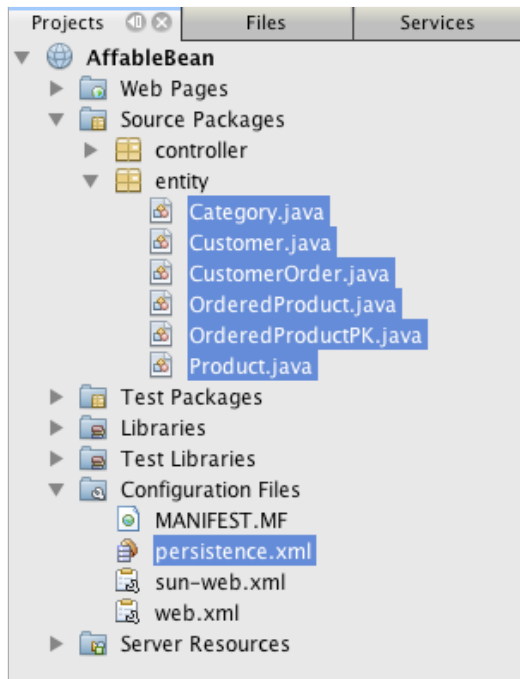 Projects Files Services
AffableBean
Web Pages
Source Packages
controller
entity
Category.java
Customer.java
CustomerOrder.java
OrderedProduct.java
OrderedProductPK.java
Product.java
Test Packages
Libraries
Test Libraries
Configuration Files
MANIFEST.MF
persistence.xml
sun-web.xml
web.xml
Server Resources